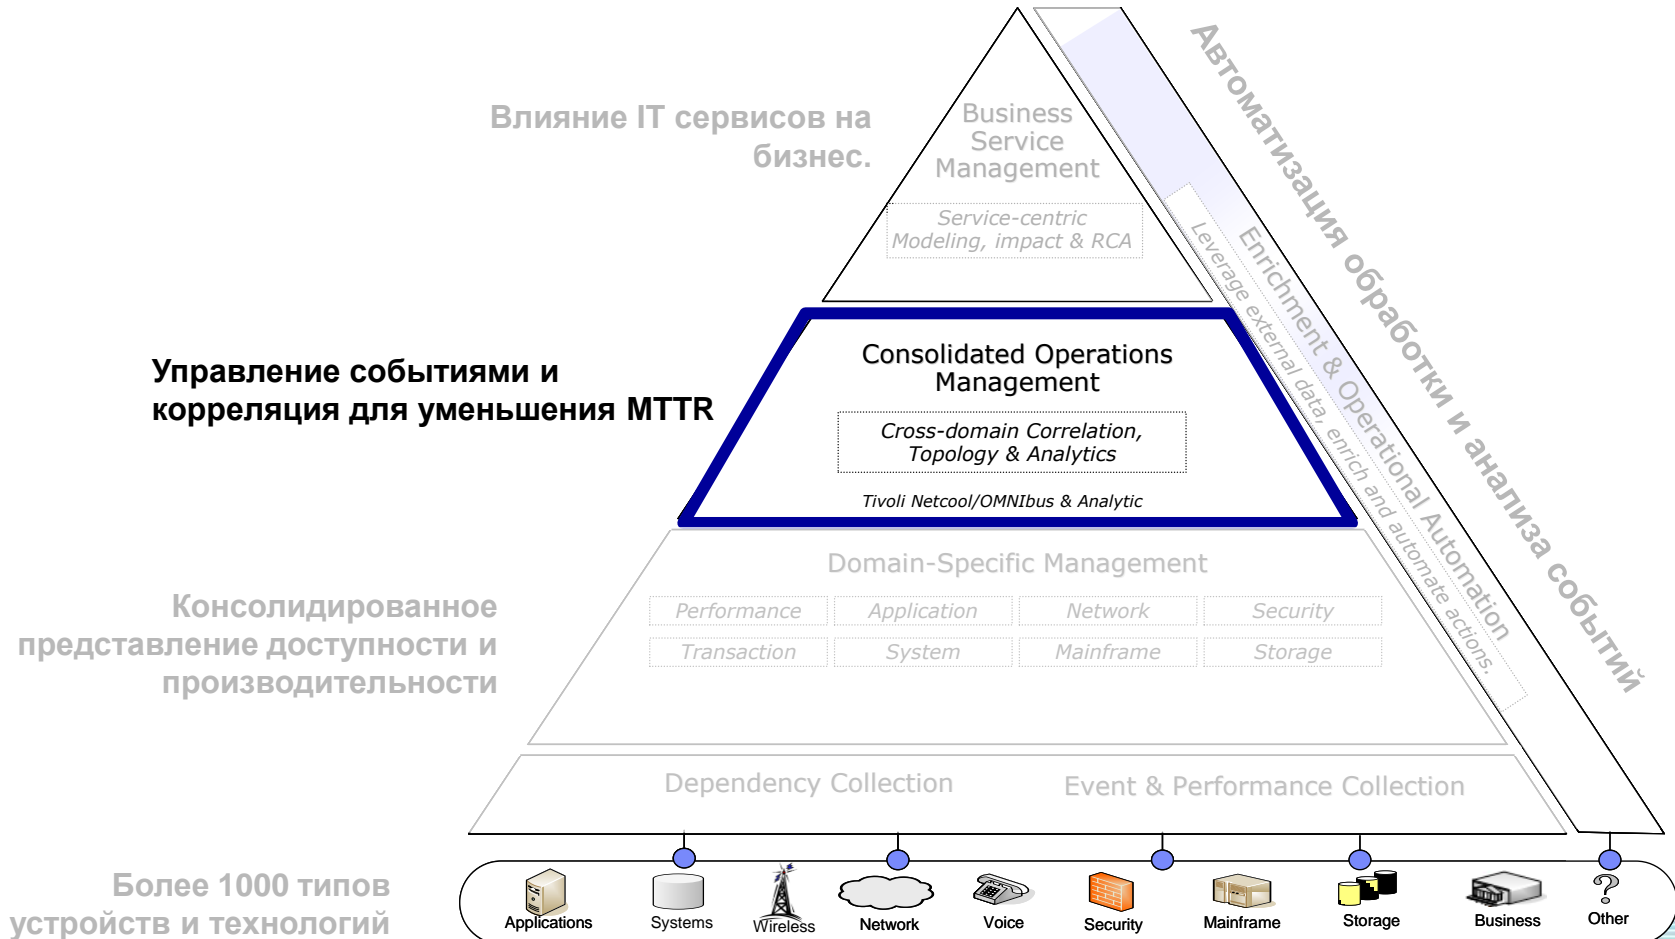 Влияние IT сервисов на
бизнес.
Business
Service
Management
Service-centric
Modeling, impact & RCA
Управление событиями и
корреляция для уменьшения MTTR
Consolidated Operations
Management
Cross-domain Correlation,
Topology & Analytics
Tivoli Netcool/OMNIbus & Analytic
Консолидированное
представление доступности и
производительности
Domain-Specific Management
Performance
Application
Network
Security
Transaction
System
Mainframe
Storage
Dependency Collection
Event & Performance Collection
Автоматизация обработки и анализа событий
Enrichment & Operational Automation
Leverage external data, enrich and automate actions.
Более 1000 типов
устройств и технологий
Applications
Systems
Wireless
Network
Voice
Security
Mainframe
Storage
Business
?
Other